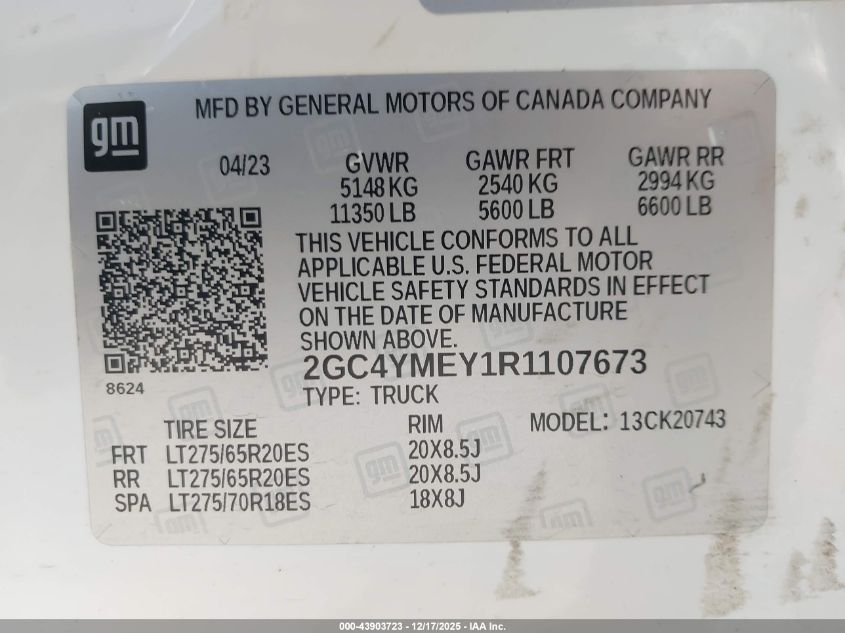 gm
MFD BY GENERAL MOTORS OF CANADA COMPANY
04/23 GVWR GAWR FRT GAWR RR
5148 KG 2540 KG 2994 KG
11350 LB 5600 LB 6600 LB
THIS VEHICLE CONFORMS TO ALL
APPLICABLE U.S. FEDERAL MOTOR
VEHICLE SAFETY STANDARDS IN EFFECT
ON THE DATE OF MANUFACTURE
SHOWN ABOVE.
2GC4YMEY1R1107673
8624
TYPE: TRUCK
TIRE SIZE RIM MODEL: 13CK20743
FRT LT275/65R20ES 20X8.5J
RR LT275/65R20ES 20X8.5J
SPA LT275/70R18ES 18X8J
000-43903723 - 12/17/2025 - IAA Inc.